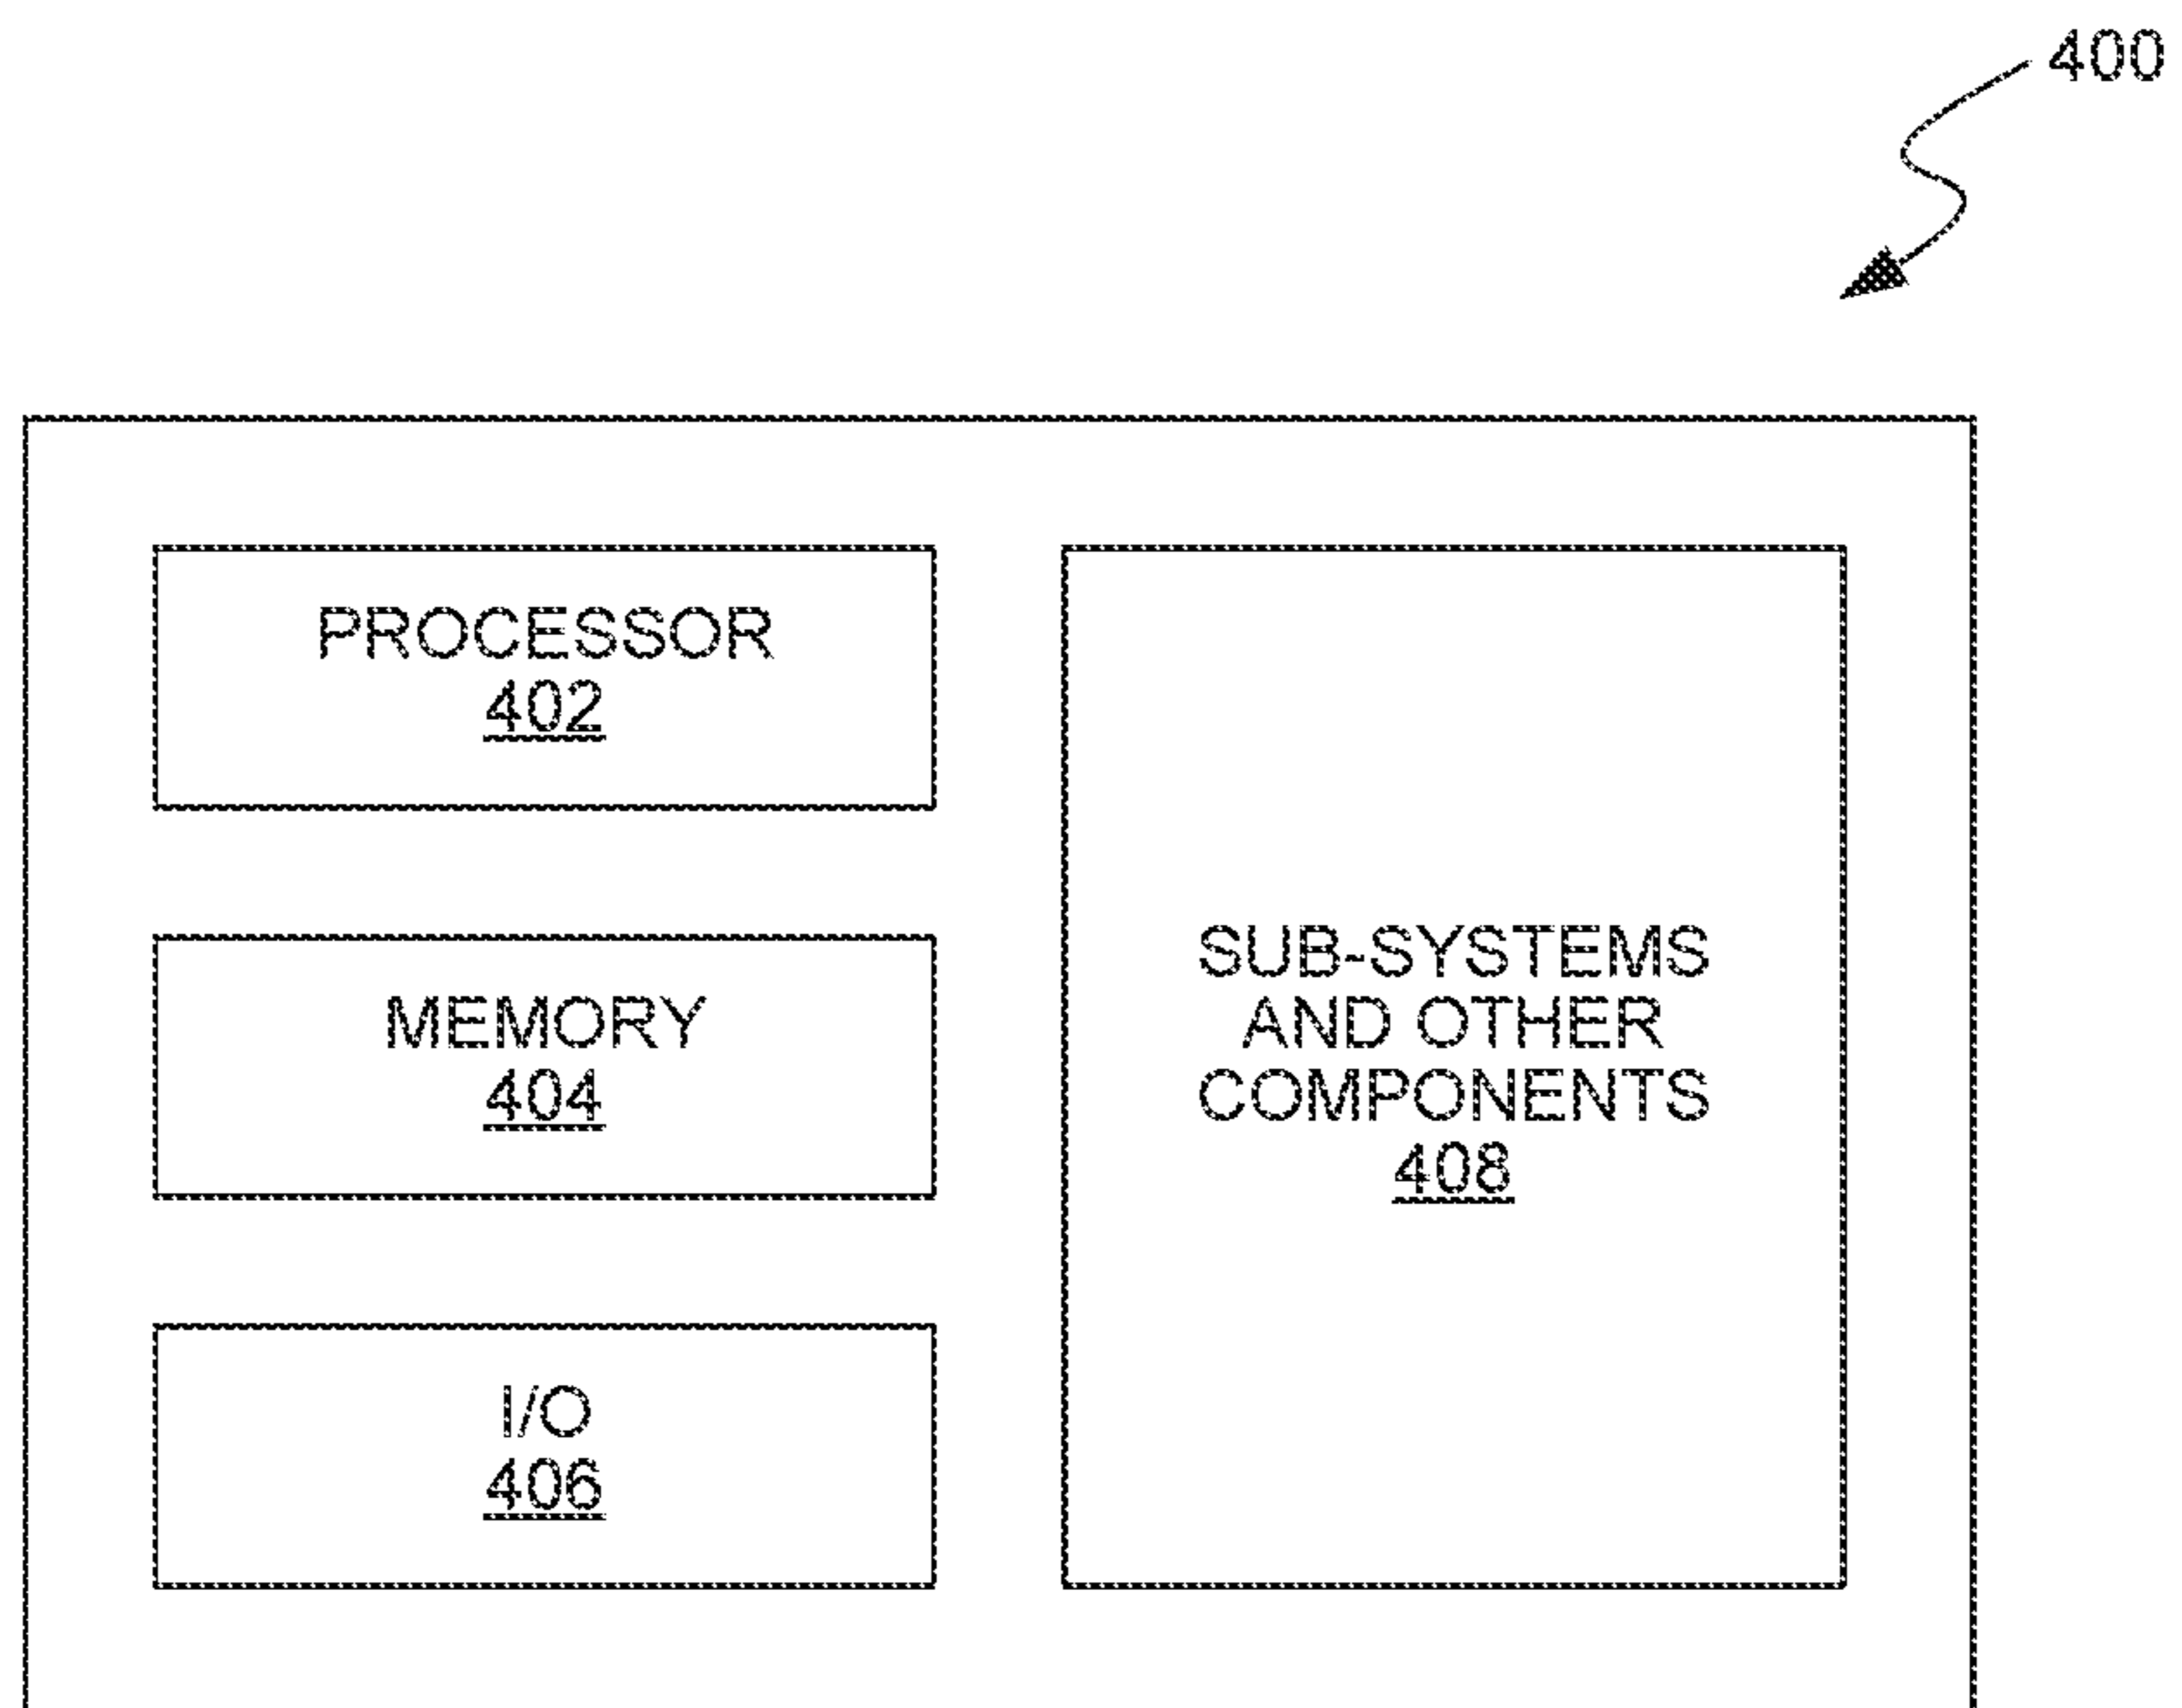 400
PROCESSOR
402
MEMORY
404
I/O
406
SUB-SYSTEMS
AND OTHER
COMPONENTS
408